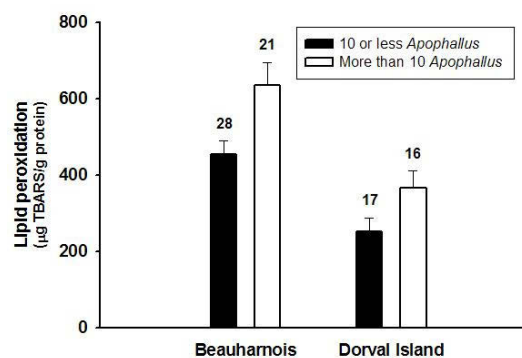 800
600
400
200
0
Lipid peroxidation
(µg TBARS/g protein)
10 or less Apophallus
More than 10 Apophallus
28
21
17
16
Beauharnois
Dorval Island